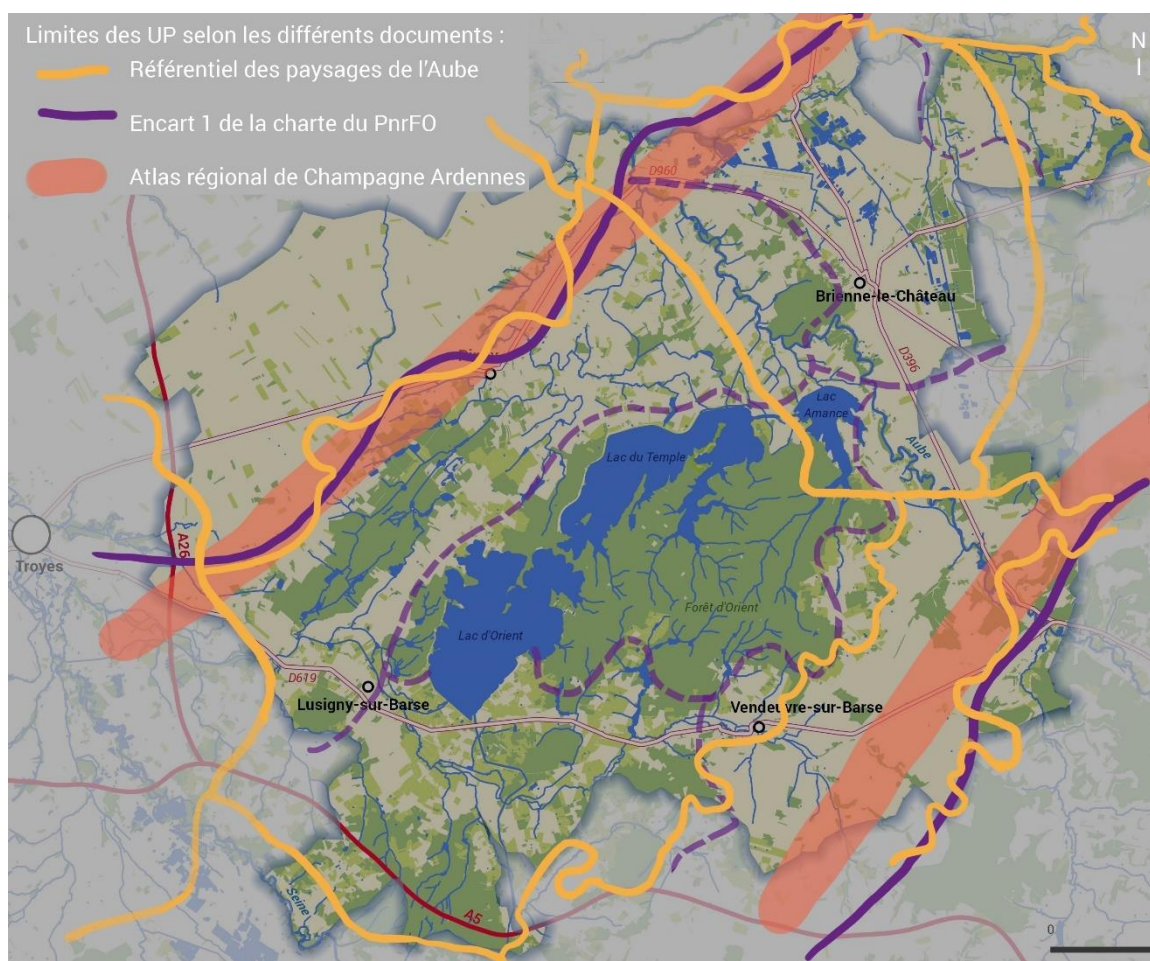 Limites des UP selon les différents documents :
Référentiel des paysages de l'Aube
Encart 1 de la charte du PnrFO
Atlas régional de Champagne Ardennes
N
D960
Brienne-le-Château
D396
Lac
Amance
Aube
Lac du Temple
A26
Troyes
Forêt d'Orient
Lac d'Orient
D619
Lusigny-sur-Barse
Vendeuvre-sur-Barse
Seine
A5
0